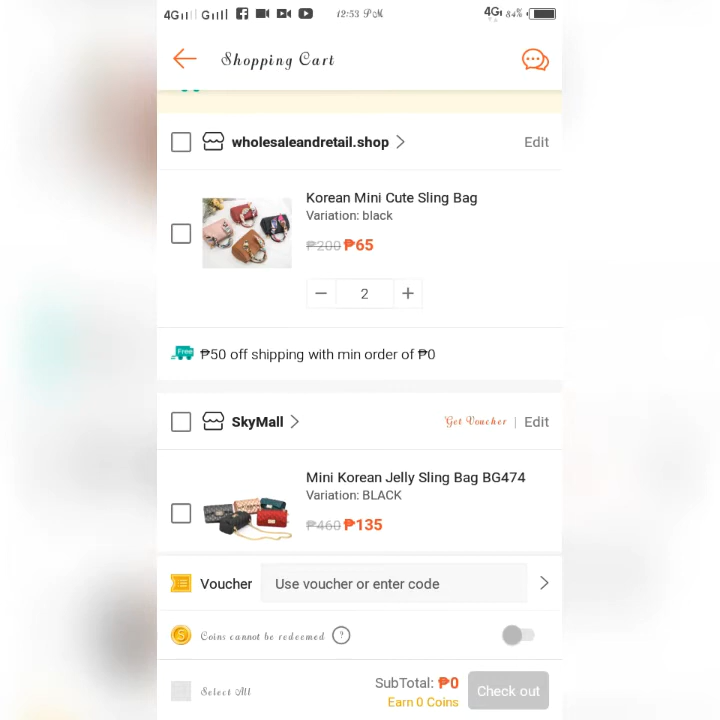 4G G 12:53 PM 4G 84%
Shopping Cart
wholesaleandretail.shop Edit
Korean Mini Cute Sling Bag
Variation: black
₱200 ₱65
− 2 +
Free ₱50 off shipping with min order of ₱0
SkyMall Get Voucher | Edit
Mini Korean Jelly Sling Bag BG474
Variation: BLACK
₱460 ₱135
Voucher Use voucher or enter code
Coins cannot be redeemed ?
Select All SubTotal: ₱0 Check out
Earn 0 Coins